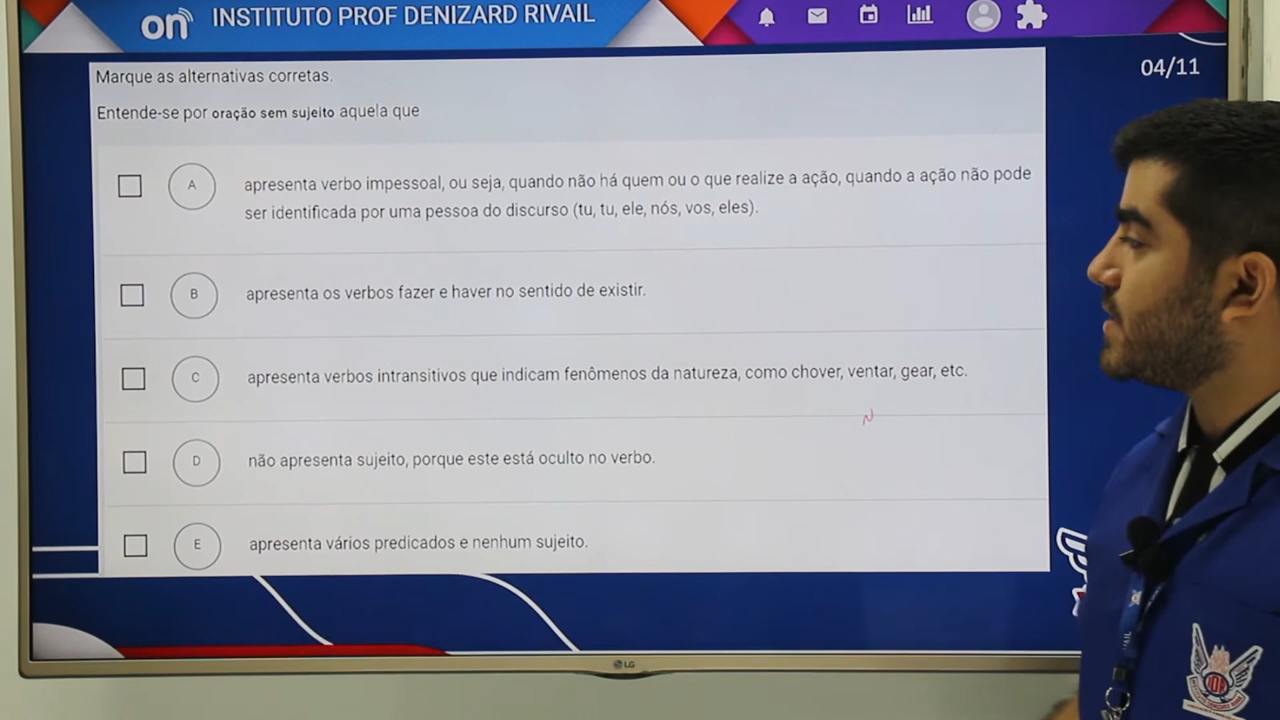 on
INSTITUTO PROF DENIZARD RIVAIL
04/11
Marque as alternativas corretas.
Entende-se por oração sem sujeito aquela que
A
apresenta verbo impessoal, ou seja, quando não há quem ou o que realize a ação, quando a ação não pode
ser identificada por uma pessoa do discurso (tu, tu, ele, nós, vos, eles).
B
apresenta os verbos fazer e haver no sentido de existir.
C
apresenta verbos intransitivos que indicam fenômenos da natureza, como chover, ventar, gear, etc.
D
não apresenta sujeito, porque este está oculto no verbo.
E
apresenta vários predicados e nenhum sujeito.
LG